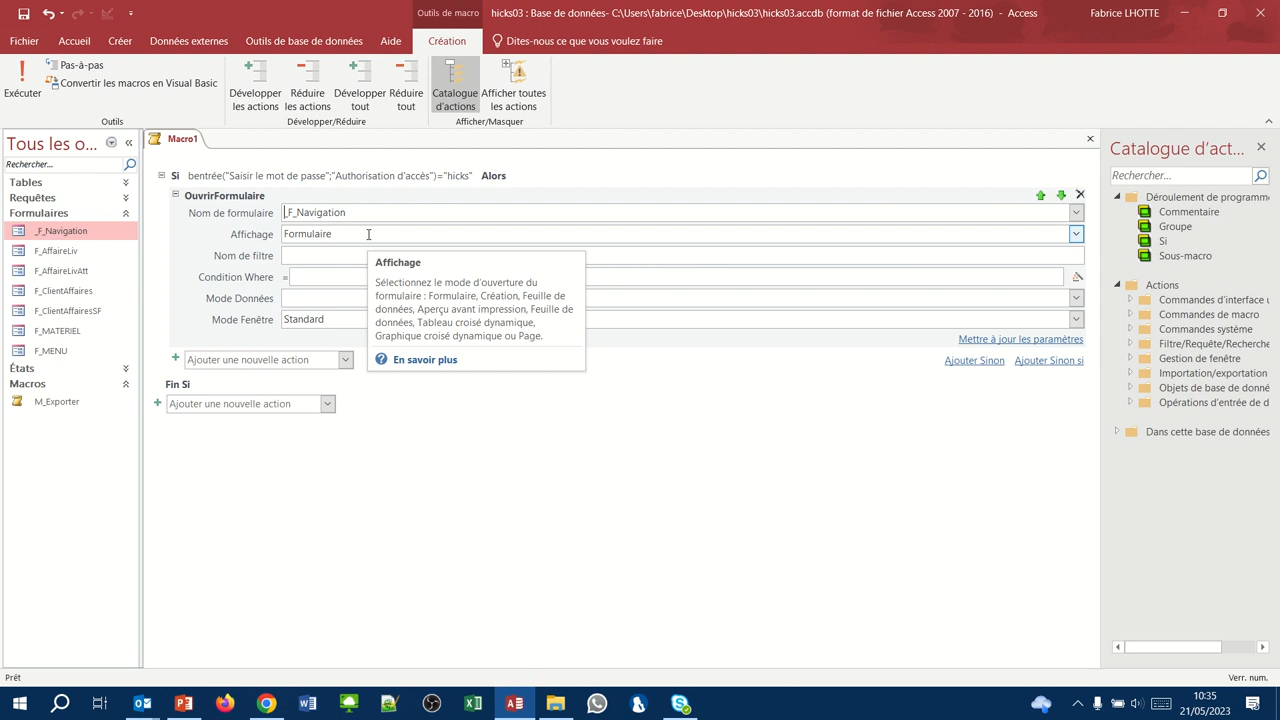 Outils de macro
hicks03 : Base de données- C:\Users\fabrice\Desktop\hicks03\hicks03.accdb (format de fichier Access 2007 - 2016) - Access
Fabrice LHOTTE
Fichier Accueil Créer Données externes Outils de base de données Aide Création Dites-nous ce que vous voulez faire
Exécuter
Pas-à-pas
Convertir les macros en Visual Basic
Outils
Développer les actions
Réduire les actions
Développer tout
Réduire tout
Développer/Réduire
Catalogue d'actions
Afficher toutes les actions
Afficher/Masquer
Tous les o...
Rechercher...
Tables
Requêtes
Formulaires
_F_Navigation
F_AffaireLiv
F_AffaireLivAtt
F_ClientAffaires
F_ClientAffairesSF
F_MATERIEL
F_MENU
États
Macros
M_Exporter
Macro1
Si bentrée("Saisir le mot de passe";"Authorisation d'accès")="hicks" Alors
OuvrirFormulaire
Nom de formulaire _F_Navigation
Affichage Formulaire
Nom de filtre
Condition Where =
Mode Données
Mode Fenêtre Standard
Affichage
Sélectionnez le mode d'ouverture du
formulaire : Formulaire, Création, Feuille de
données, Aperçu avant impression, Feuille de
données, Tableau croisé dynamique,
Graphique croisé dynamique ou Page.
En savoir plus
Mettre à jour les paramètres
Ajouter une nouvelle action
Ajouter Sinon Ajouter Sinon si
Fin Si
Ajouter une nouvelle action
Catalogue d'act...
Rechercher...
Déroulement de programme
Commentaire
Groupe
Si
Sous-macro
Actions
Commandes d'interface u
Commandes de macro
Commandes système
Filtre/Requête/Recherche
Gestion de fenêtre
Importation/exportation
Objets de base de donné
Opérations d'entrée de d
Dans cette base de données
Prêt
Verr. num.
10:35
21/05/2023